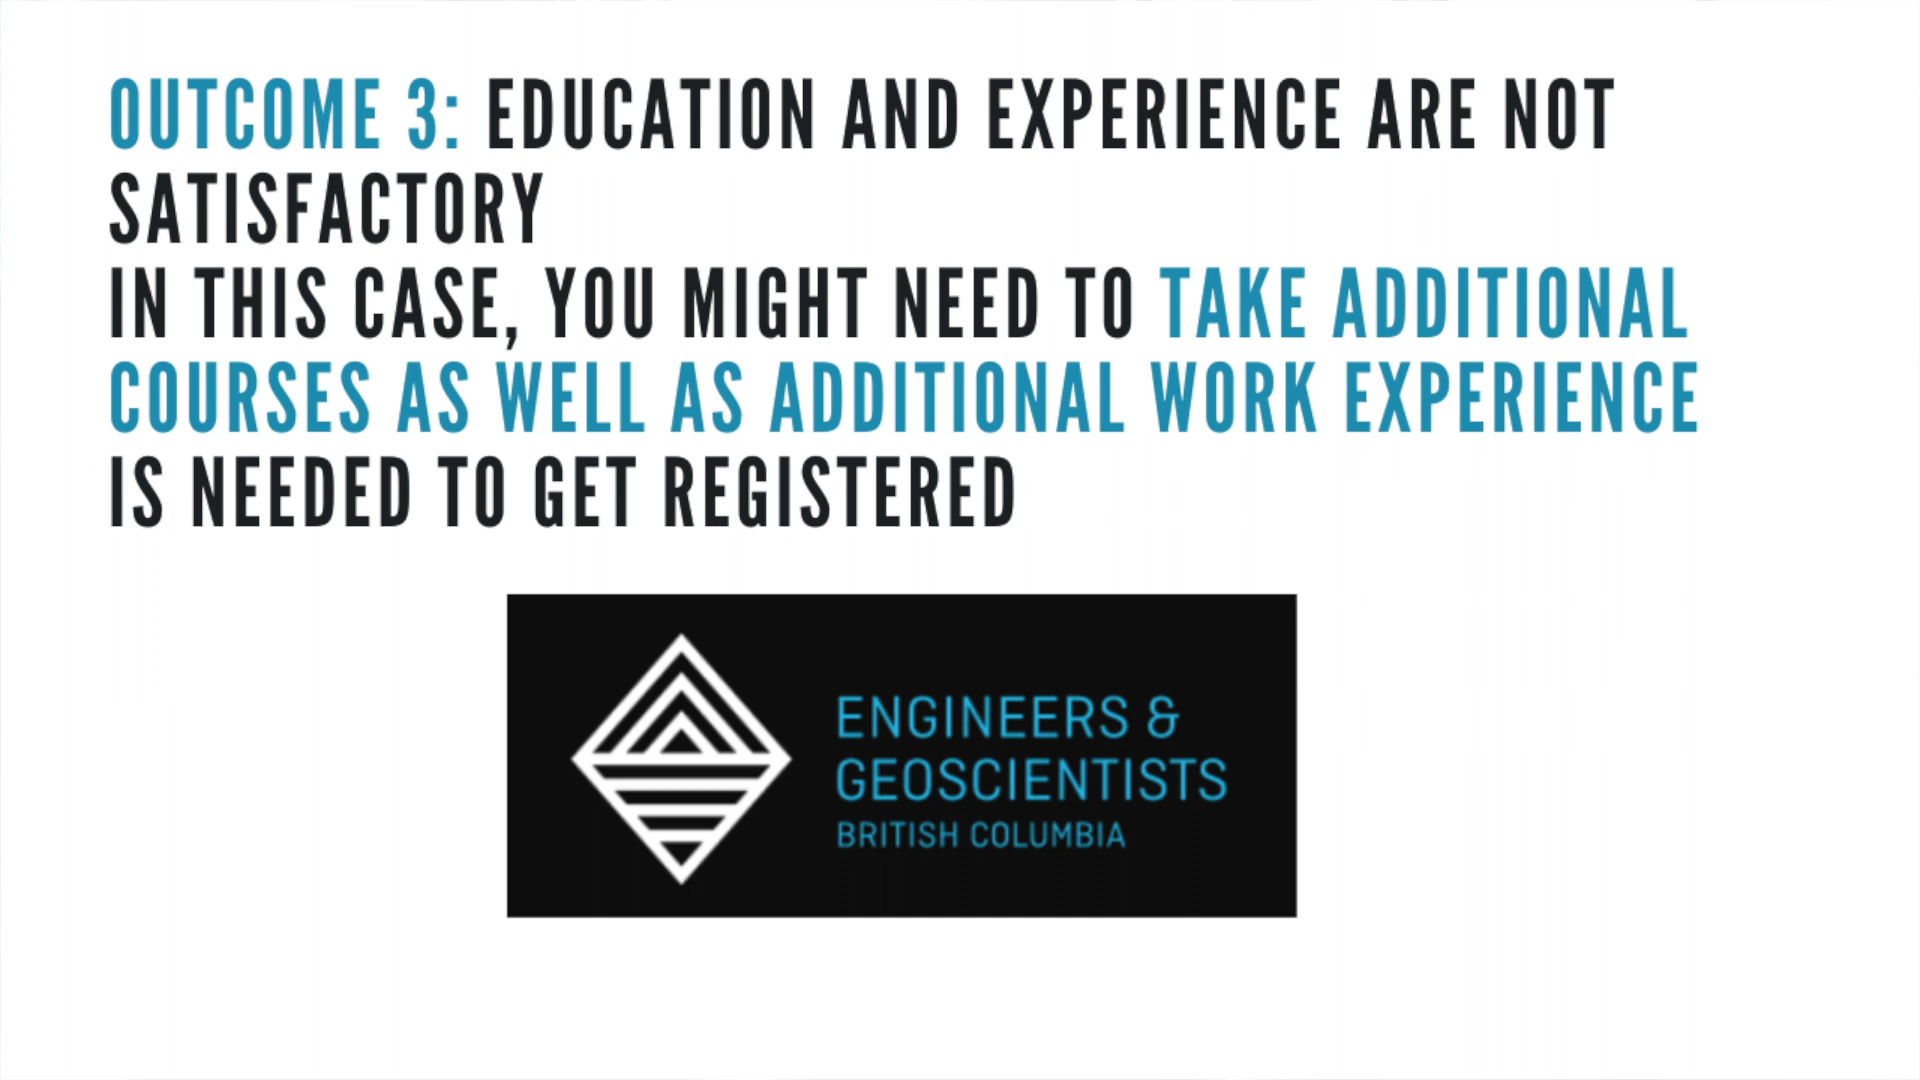 OUTCOME 3: EDUCATION AND EXPERIENCE ARE NOT
SATISFACTORY
IN THIS CASE, YOU MIGHT NEED TO TAKE ADDITIONAL
COURSES AS WELL AS ADDITIONAL WORK EXPERIENCE
IS NEEDED TO GET REGISTERED
ENGINEERS &
GEOSCIENTISTS
BRITISH COLUMBIA